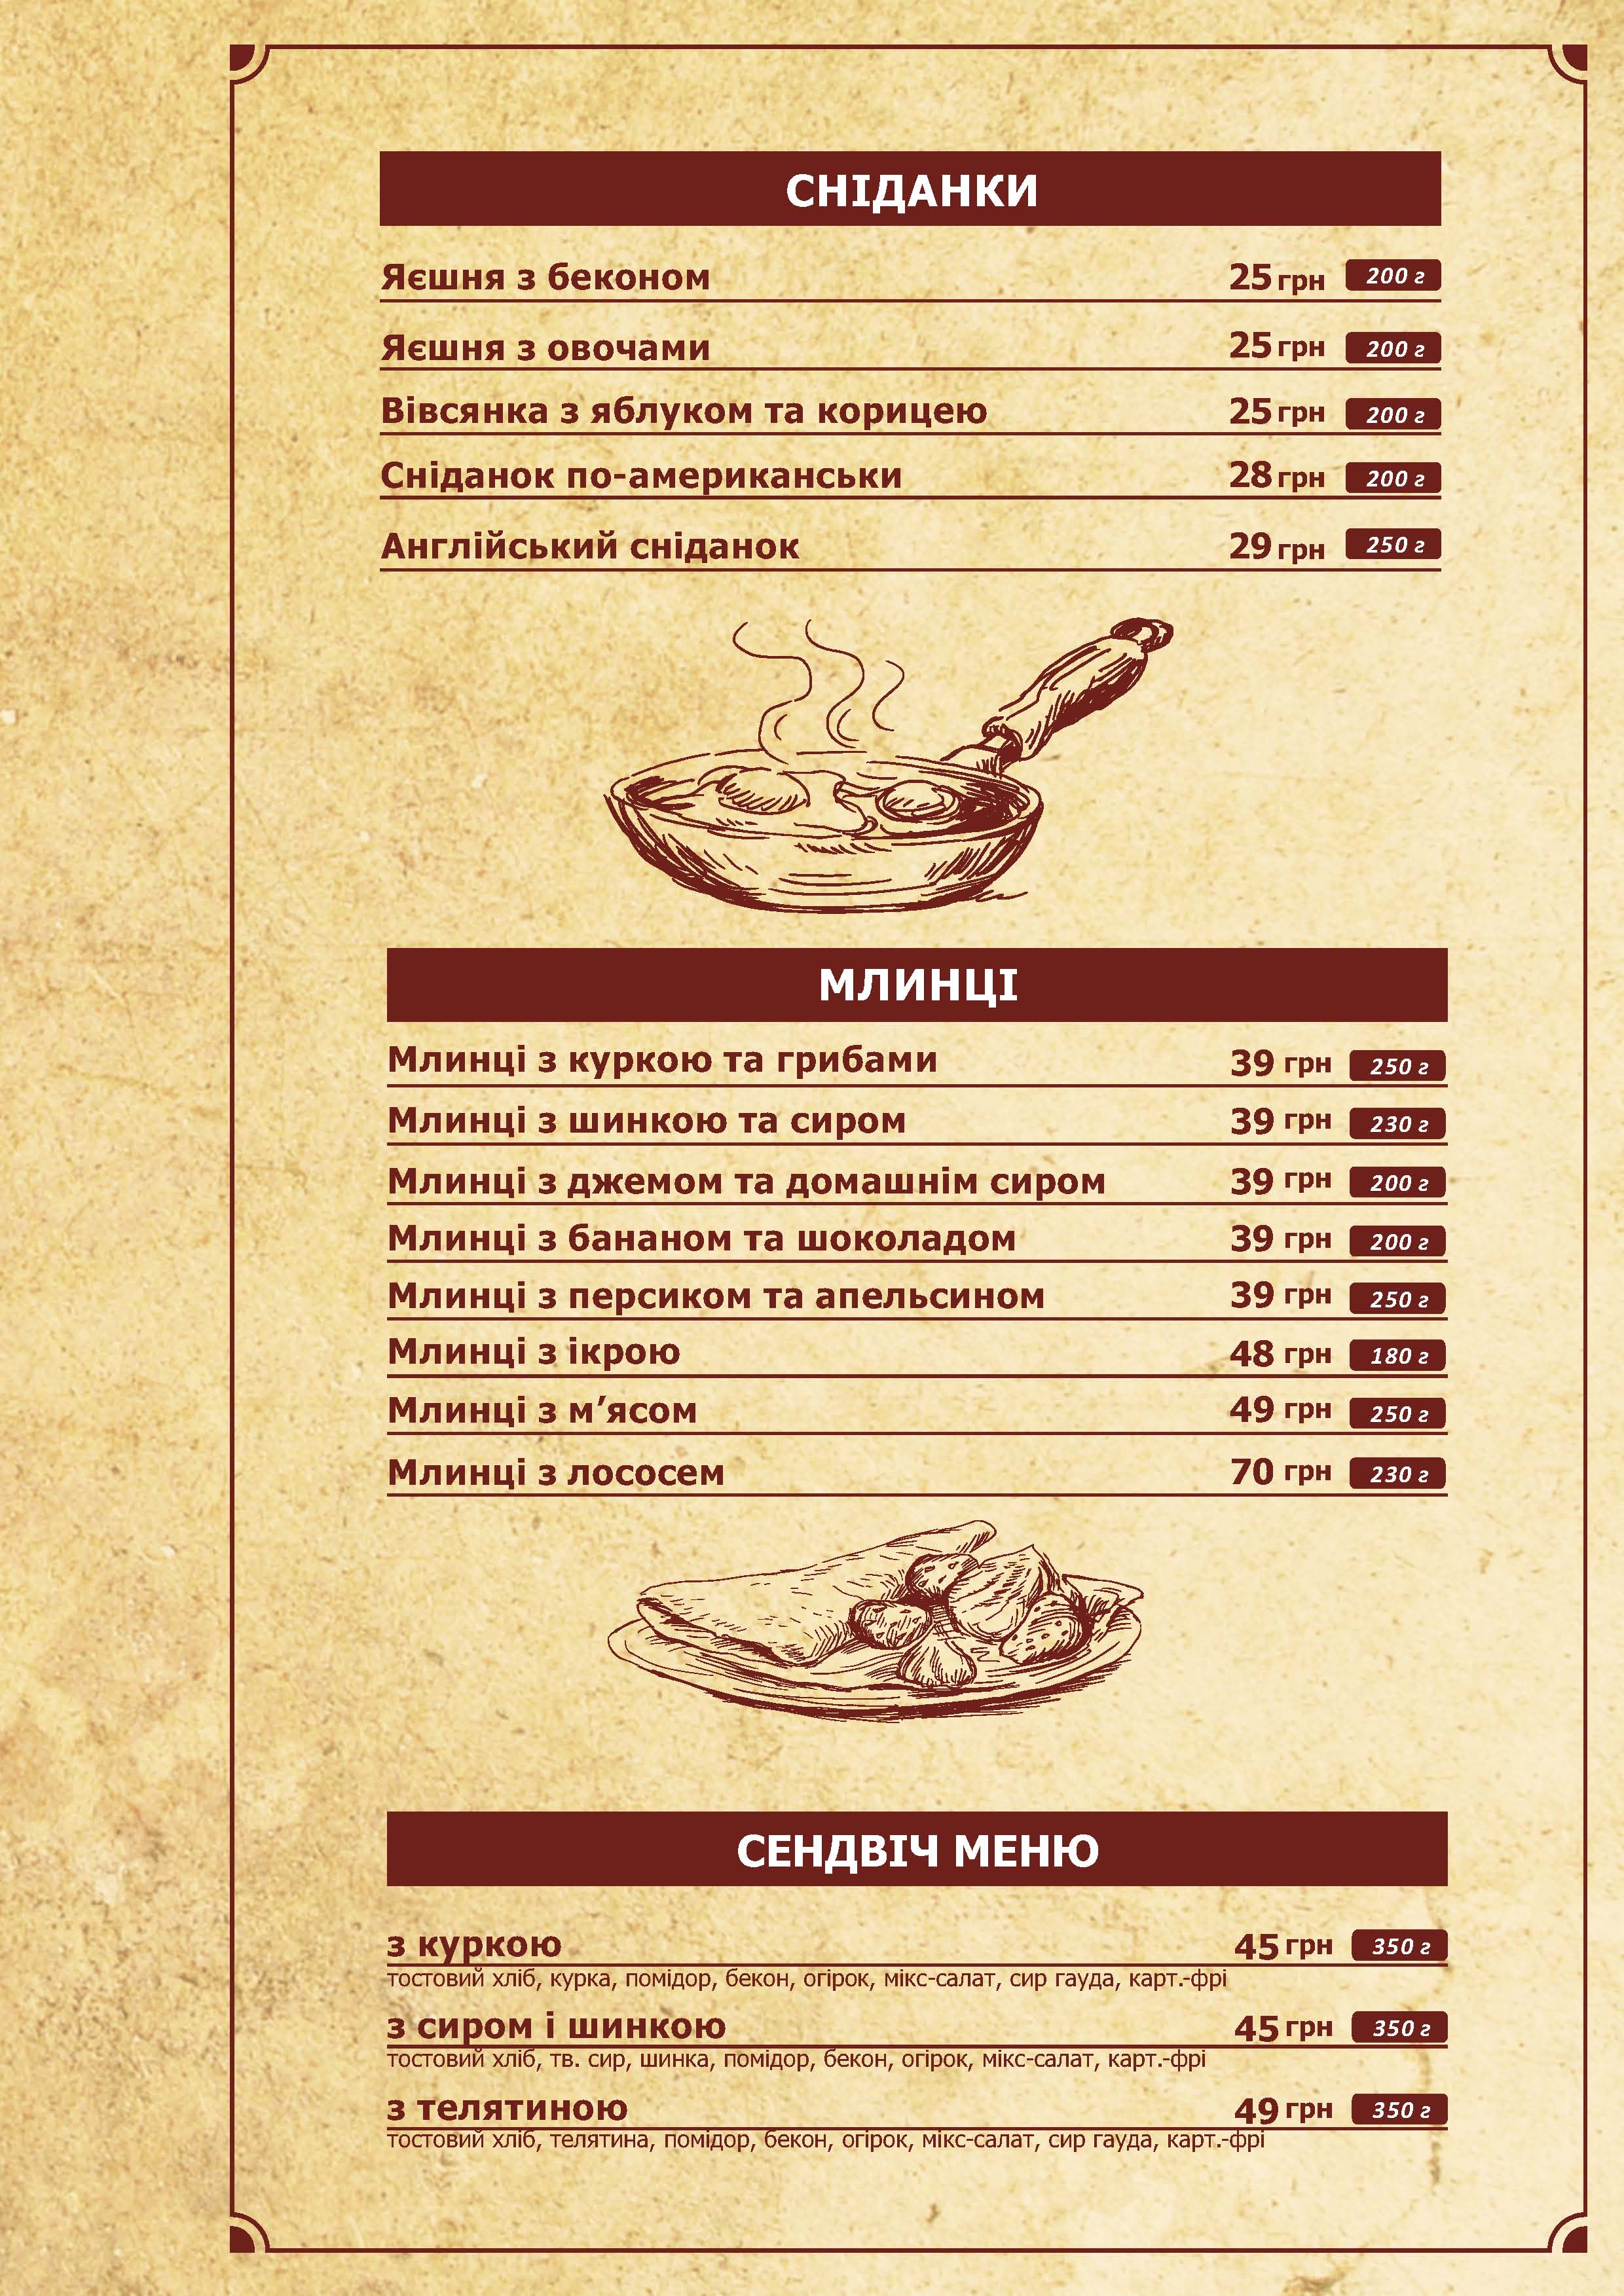 СНІДАНКИ
Яєшня з беконом 25 грн 200 г
Яєшня з овочами 25 грн 200 г
Вівсянка з яблуком та корицею 25 грн 200 г
Сніданок по-американськи 28 грн 200 г
Англійський сніданок 29 грн 250 г
МЛИНЦІ
Млинці з куркою та грибами 39 грн 250 г
Млинці з шинкою та сиром 39 грн 230 г
Млинці з джемом та домашнім сиром 39 грн 200 г
Млинці з бананом та шоколадом 39 грн 200 г
Млинці з персиком та апельсином 39 грн 250 г
Млинці з ікрою 48 грн 180 г
Млинці з м’ясом 49 грн 250 г
Млинці з лососем 70 грн 230 г
СЕНДВІЧ МЕНЮ
з куркою 45 грн 350 г
тостовий хліб, курка, помідор, бекон, огірок, мікс-салат, сир гауда, карт.-фрі
з сиром і шинкою 45 грн 350 г
тостовий хліб, тв. сир, шинка, помідор, бекон, огірок, мікс-салат, карт.-фрі
з телятиною 49 грн 350 г
тостовий хліб, телятина, помідор, бекон, огірок, мікс-салат, сир гауда, карт.-фрі